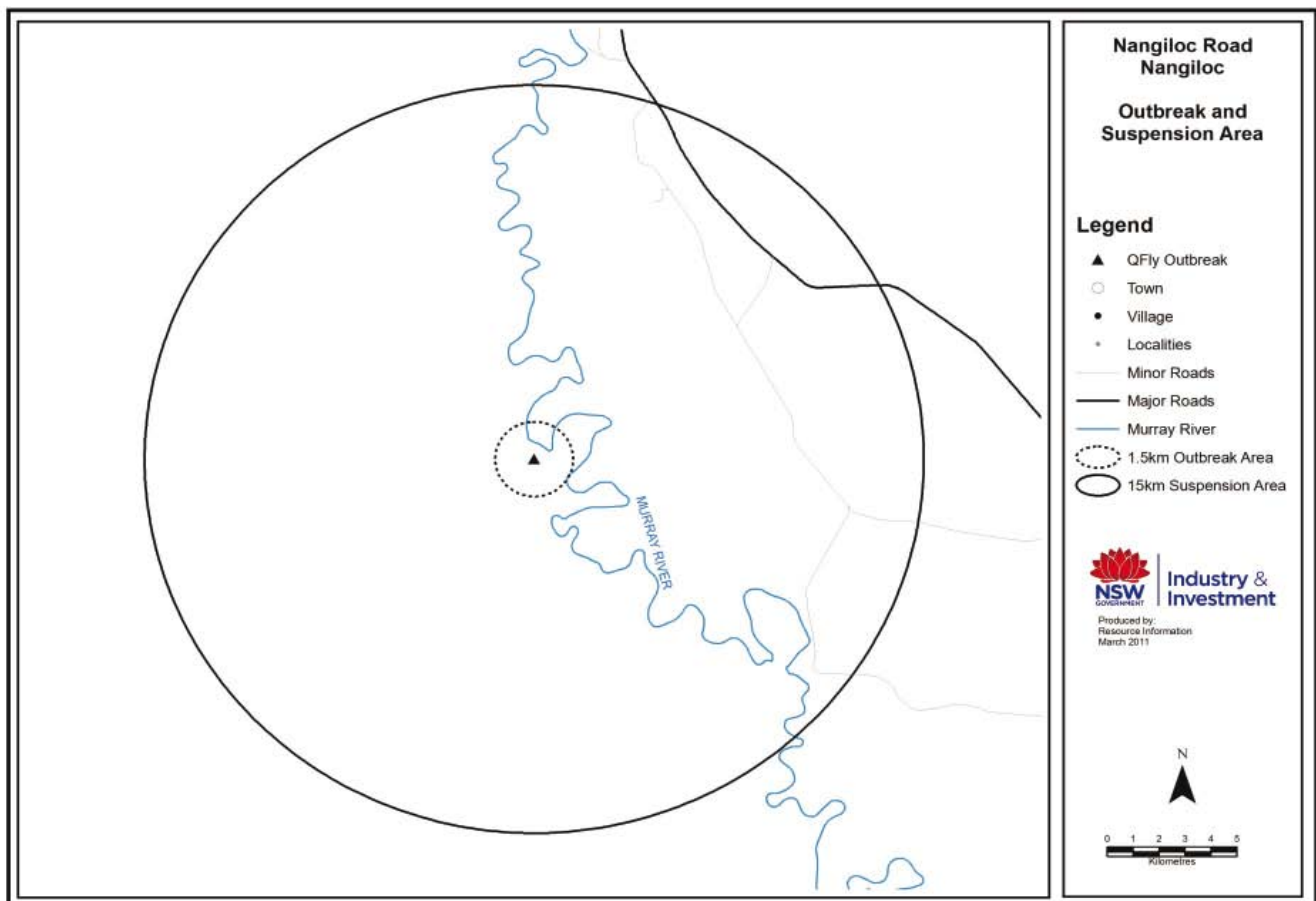 Nangiloc Road
Nangiloc
Outbreak and
Suspension Area
Legend
QFly Outbreak
Town
Village
Localities
Minor Roads
Major Roads
Murray River
1.5km Outbreak Area
15km Suspension Area
MURRAY RIVER
NSW
GOVERNMENT
Industry &
Investment
Produced by:
Resource Information
March 2011
N
0 1 2 3 4 5
Kilometres